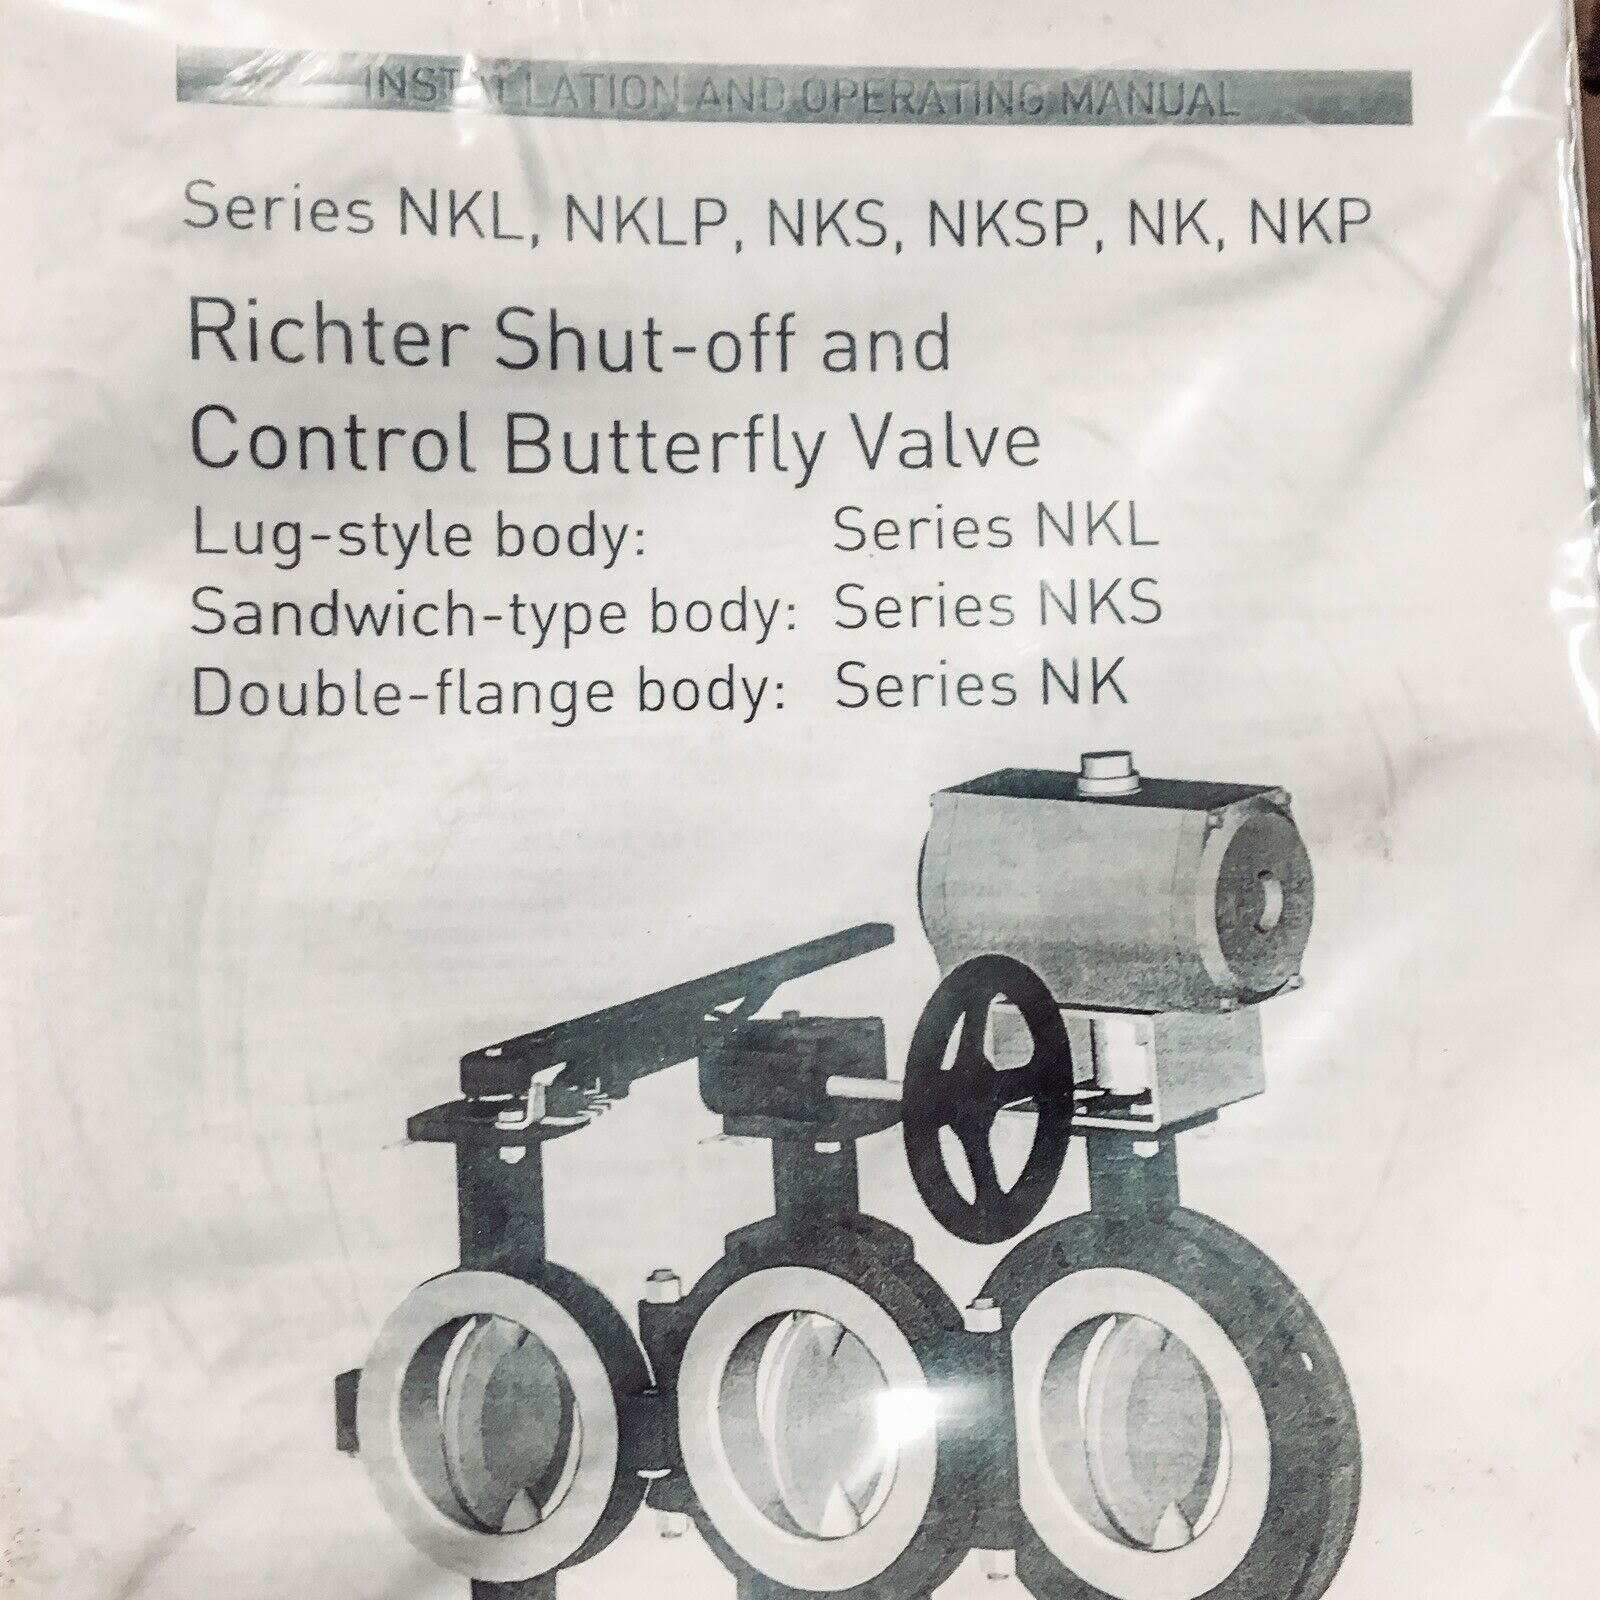 INSTALLATION AND OPERATING MANUAL
Series NKL, NKLP, NKS, NKSP, NK, NKP
Richter Shut-off and
Control Butterfly Valve
Lug-style body: Series NKL
Sandwich-type body: Series NKS
Double-flange body: Series NK